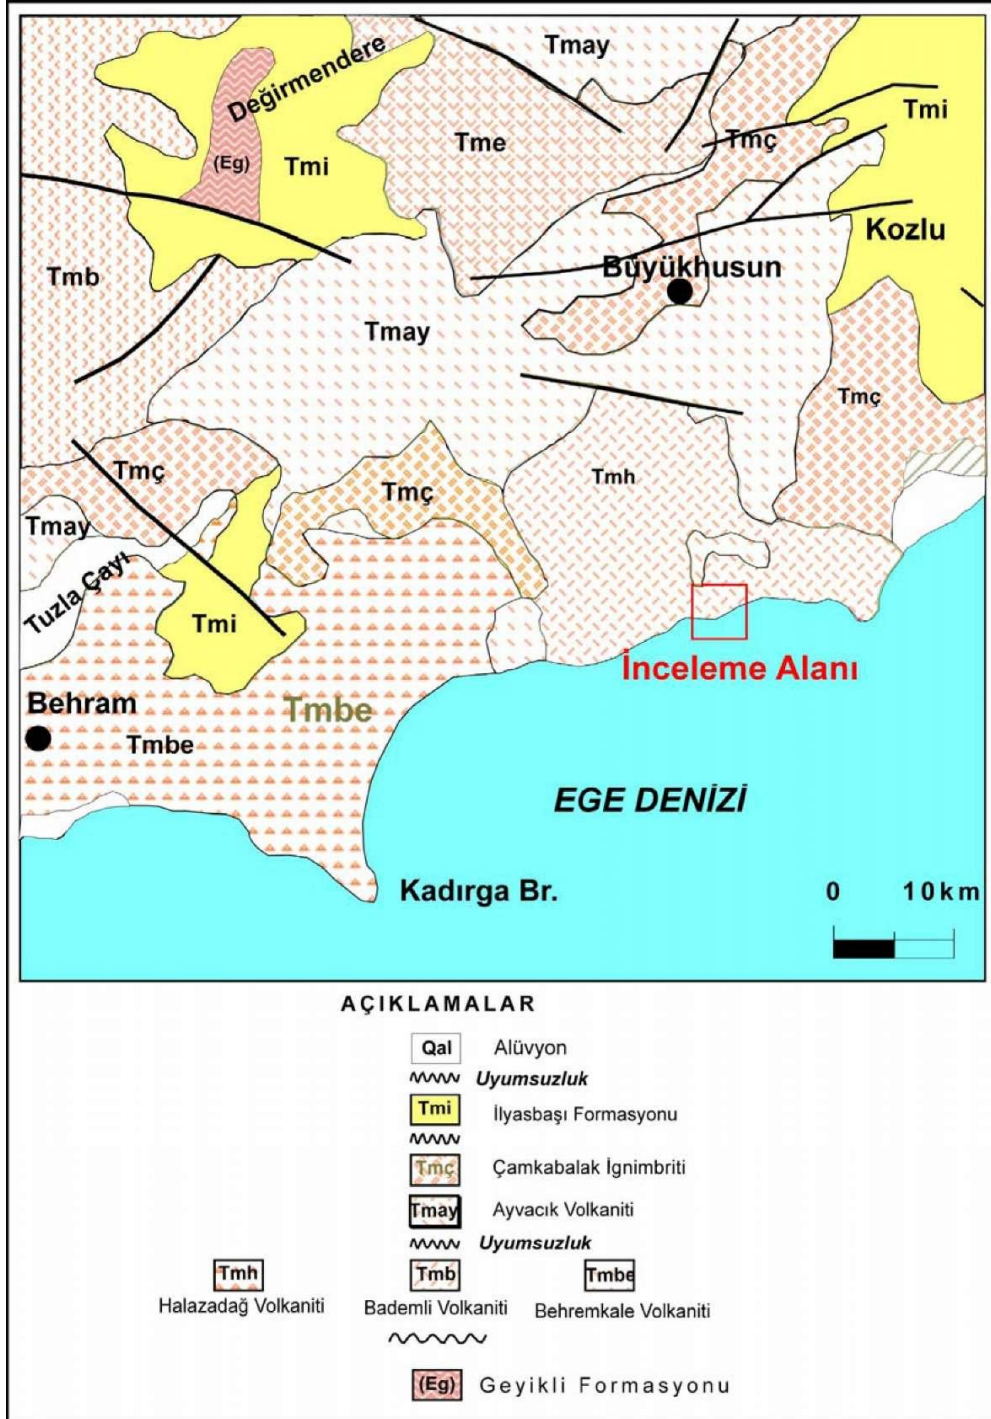 Değirmendere
Tmay
Tmi
Tme
Tmç
(Eg)
Tmi
Kozlu
Tmb
Büyükhusun
Tmay
Tmç
Tmç
Tmç
Tmh
Tmay
Tuzla Çayı
Tmi
İnceleme Alanı
Behram
Tmbe
Tmbe
EGE DENİZİ
Kadırga Br.
0 10km
AÇIKLAMALAR
Qal Alüvyon
Uyumsuzluk
Tmi İlyasbaşı Formasyonu
Tmç Çamkabalak İgnimbriti
Tmay Ayvacık Volkaniti
Uyumsuzluk
Tmh Tmb Tmbe
Halazadağ Volkaniti Bademli Volkaniti Behremkale Volkaniti
(Eg) Geyikli Formasyonu